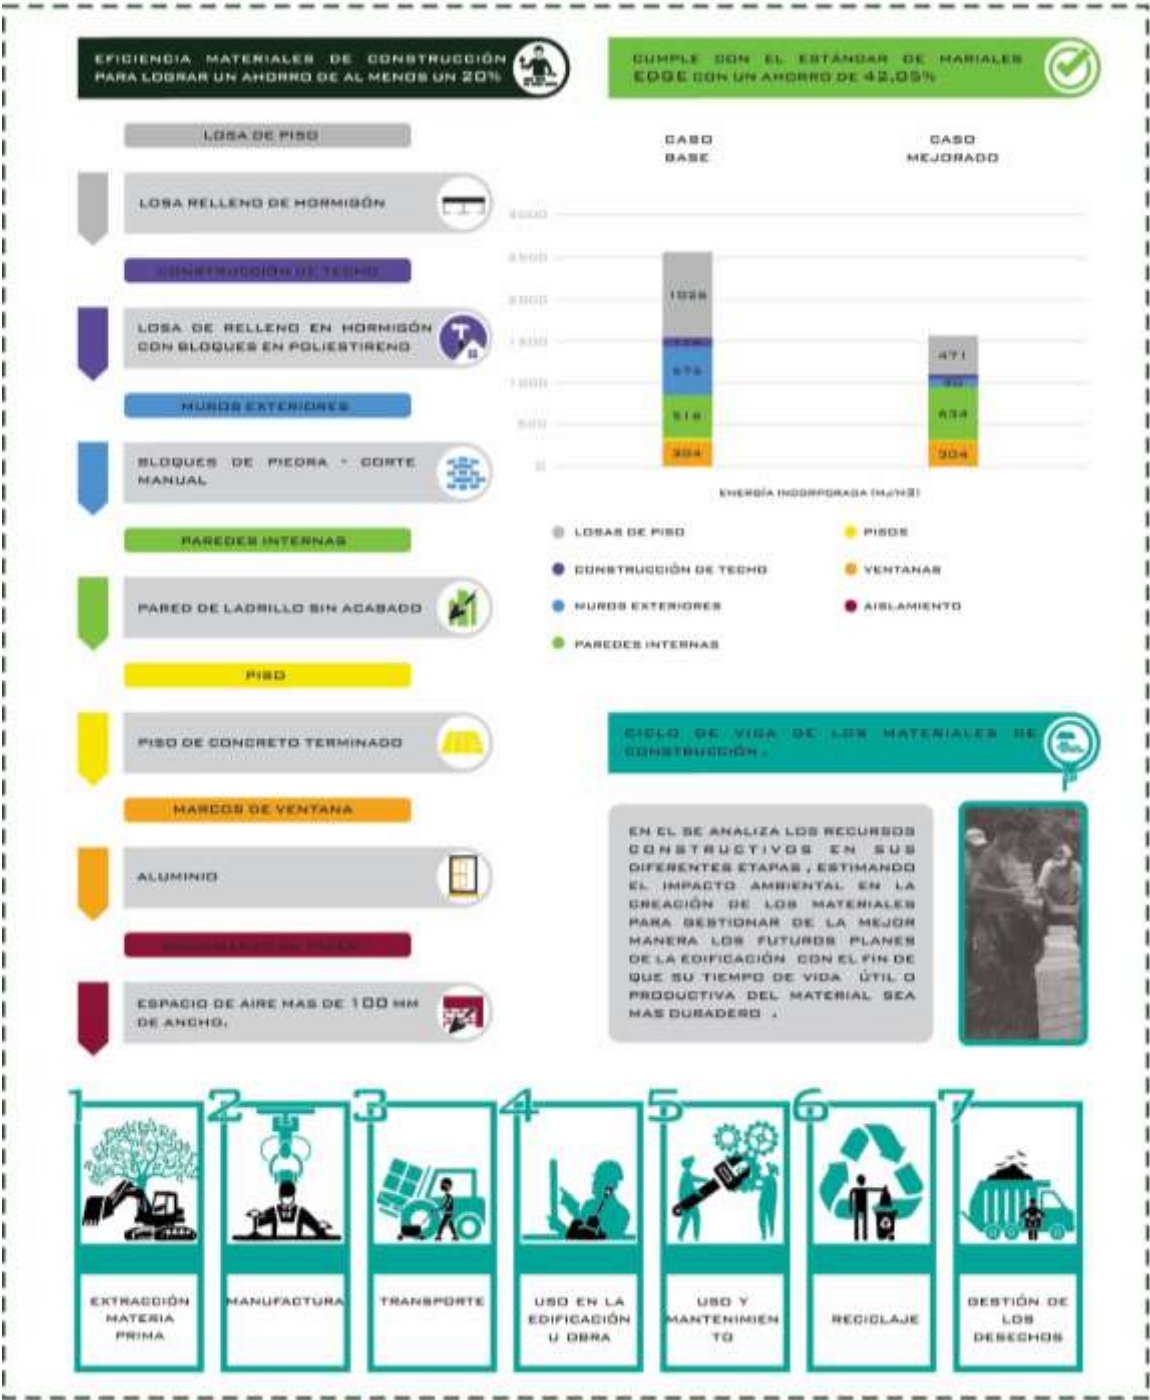 EFICIENCIA MATERIALES DE CONSTRUCCIÓN
PARA LOGRAR UN AHORRO DE AL MENOS UN 20%
CUMPLE CON EL ESTÁNDAR DE MARIALES
EDGE CON UN AHORRO DE 42,05%
LOSA DE PISO
LOSA RELLENO DE HORMIGÓN
CONSTRUCCIÓN DE TECHO
LOSA DE RELLENO EN HORMIGÓN
CON BLOQUES EN POLIESTIRENO
MUROS EXTERIORES
BLOQUES DE PIEDRA - CORTE
MANUAL
PAREDES INTERNAS
PARED DE LADRILLO SIN ACABADO
PISO
PISO DE CONCRETO TERMINADO
MARCOS DE VENTANA
ALUMINIO
ESPACIO DE AIRE MAS DE 100 MM
DE ANCHO.
CASO
BASE
CASO
MEJORADO
2000
1000
500
0
1028
516
304
471
634
304
ENERGÍA INCORPORADA (MJ/M2)
LOSAS DE PISO
CONSTRUCCIÓN DE TECHO
MUROS EXTERIORES
PAREDES INTERNAS
PISOS
VENTANAS
AISLAMIENTO
CICLO DE VIDA DE LOS MATERIALES DE
CONSTRUCCIÓN.
EN EL SE ANALIZA LOS RECURSOS
CONSTRUCTIVOS EN SUS
DIFERENTES ETAPAS, ESTIMANDO
EL IMPACTO AMBIENTAL EN LA
CREACIÓN DE LOS MATERIALES
PARA GESTIONAR DE LA MEJOR
MANERA LOS FUTUROS PLANES
DE LA EDIFICACIÓN CON EL FIN DE
QUE SU TIEMPO DE VIDA ÚTIL O
PRODUCTIVA DEL MATERIAL SEA
MAS DURADERO .
1
EXTRACCIÓN
MATERIA
PRIMA
2
MANUFACTURA
3
TRANSPORTE
4
USO EN LA
EDIFICACIÓN
U OBRA
5
USO Y
MANTENIMIEN
TO
6
RECICLAJE
7
GESTIÓN DE
LOS
DESECHOS